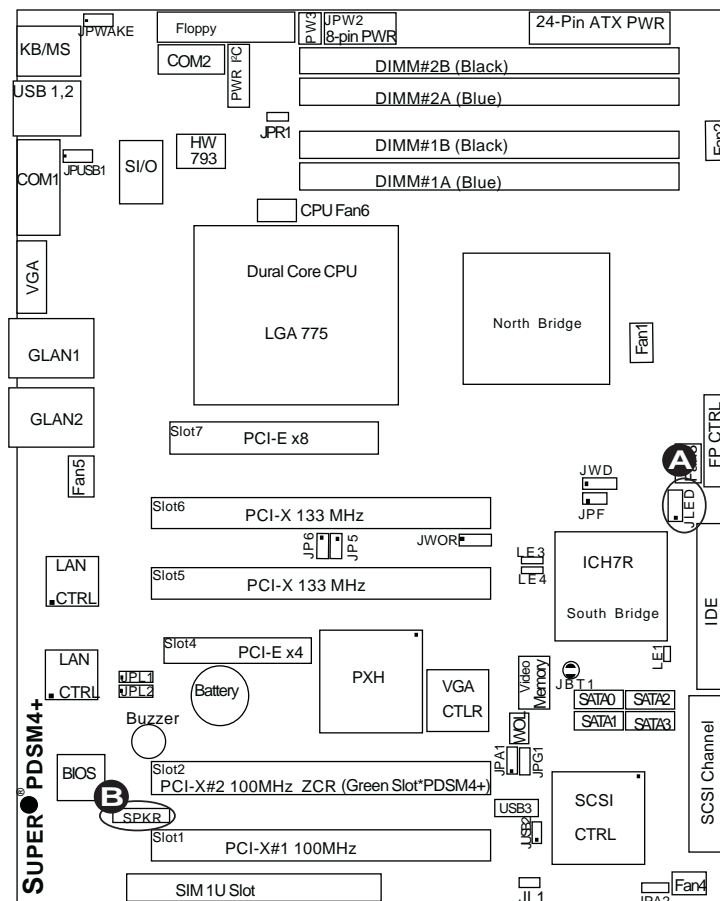 JPWAKE
KB/MS
Floppy
PW3
JPW2
8-pin PWR
24-Pin ATX PWR
COM2
PWR I²C
USB 1,2
DIMM#2B (Black)
DIMM#2A (Blue)
JPR1
DIMM#1B (Black)
DIMM#1A (Blue)
Fan2
HW
793
SI/O
COM1
JPUSB1
CPU Fan6
VGA
Dural Core CPU
LGA 775
North Bridge
Fan1
GLAN1
GLAN2
Slot7
PCI-E x8
Fan5
FP CTRL
A
JLED
JWD
JPF
Slot6
PCI-X 133 MHz
JP6
JP5
JWOR
LE3
LE4
ICH7R
South Bridge
IDE
LAN
CTRL
Slot5
PCI-X 133 MHz
Slot4
PCI-E x4
PXH
VGA
CTLR
Video
Memory
JBT1
LE1
LAN
CTRL
JPL1
JPL2
Battery
SATA0
SATA2
SATA1
SATA3
WOL
Buzzer
JPA1
JPG1
BIOS
Slot2
PCI-X#2 100MHz ZCR (Green Slot*PDSM4+)
B
SPKR
USB3
JUSB2
SCSI
CTRL
SCSI Channel
Slot1
PCI-X#1 100MHz
SUPER ® PDSM4+
SIM 1U Slot
JL1
JPA2
Fan4